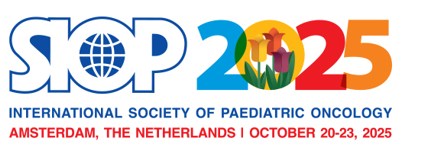 SIOP 2025
INTERNATIONAL SOCIETY OF PAEDIATRIC ONCOLOGY
AMSTERDAM, THE NETHERLANDS | OCTOBER 20-23, 2025